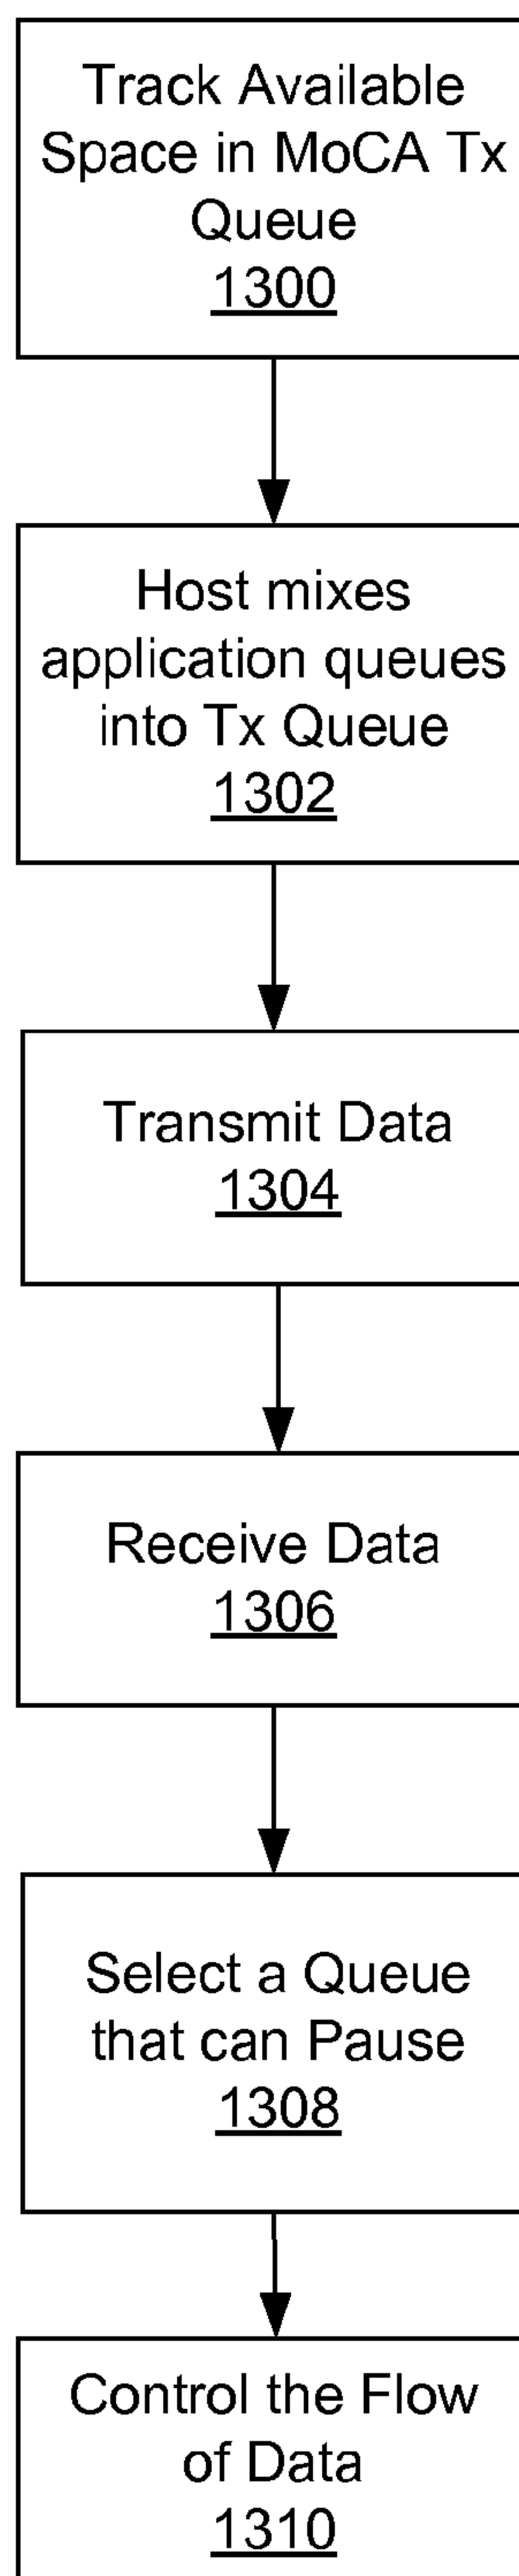 Track Available
Space in MoCA Tx
Queue
1300
Host mixes
application queues
into Tx Queue
1302
Transmit Data
1304
Receive Data
1306
Select a Queue
that can Pause
1308
Control the Flow
of Data
1310